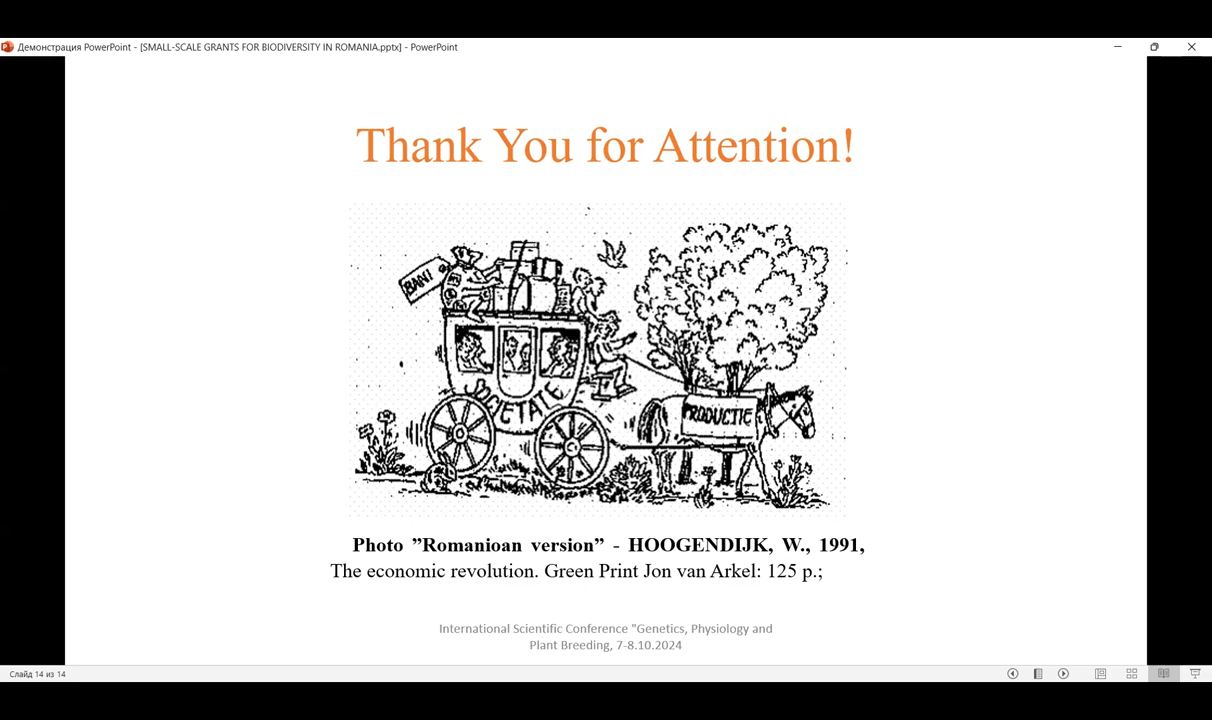 Демонстрация PowerPoint - [SMALL-SCALE GRANTS FOR BIODIVERSITY IN ROMANIA.pptx] - PowerPoint
Thank You for Attention!
BANI
SOCIETATE
PRODUCTIE
Photo ”Romanioan version” - HOOGENDIJK, W., 1991,
The economic revolution. Green Print Jon van Arkel: 125 p.;
International Scientific Conference "Genetics, Physiology and
Plant Breeding, 7-8.10.2024
Слайд 14 из 14